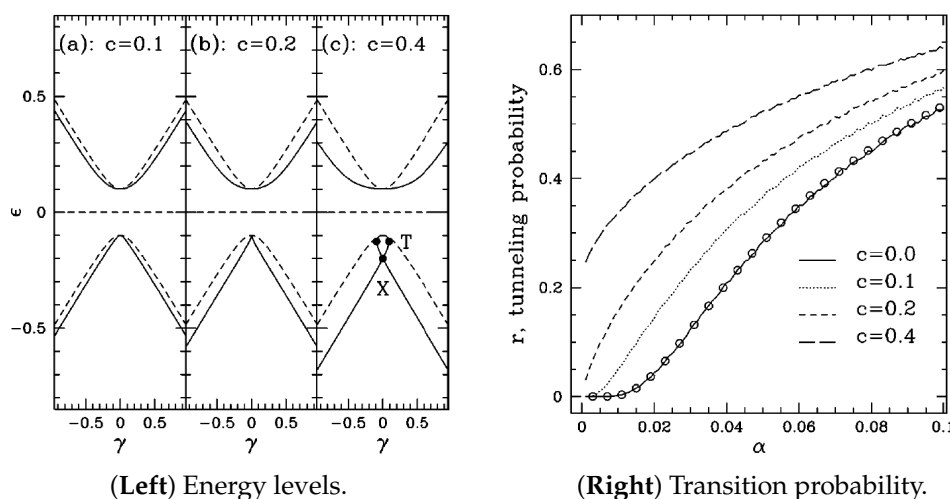 (a): c=0.1 (b): c=0.2 (c): c=0.4
0.5
0
−0.5
ϵ
T
X
−0.5 0 0.5 −0.5 0 0.5 −0.5 0 0.5
γ γ γ
(Left) Energy levels.
r, tunneling probability
0.6
0.4
0.2
0
c=0.0
c=0.1
c=0.2
c=0.4
0.02 0.04 0.06 0.08 0.1
α
(Right) Transition probability.